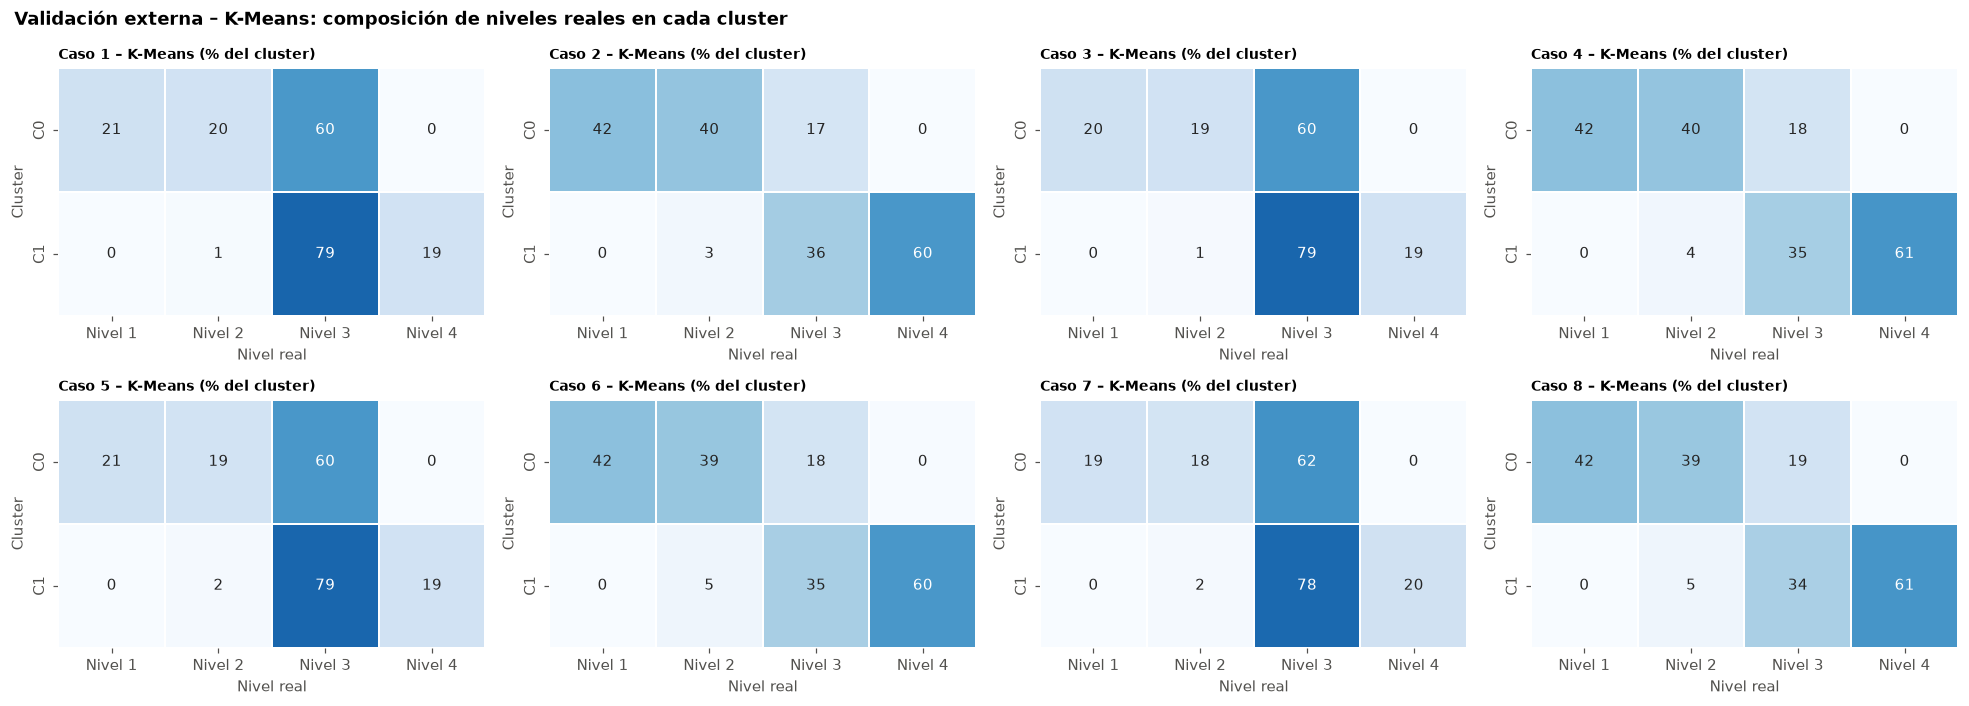 Validación externa – K-Means: composición de niveles reales en cada cluster
Caso 1 – K-Means (% del cluster)
Cluster
C0
21 20 60 0
C1
0 1 79 19
Nivel 1 Nivel 2 Nivel 3 Nivel 4
Nivel real
Caso 2 – K-Means (% del cluster)
Cluster
C0
42 40 17 0
C1
0 3 36 60
Nivel 1 Nivel 2 Nivel 3 Nivel 4
Nivel real
Caso 3 – K-Means (% del cluster)
Cluster
C0
20 19 60 0
C1
0 1 79 19
Nivel 1 Nivel 2 Nivel 3 Nivel 4
Nivel real
Caso 4 – K-Means (% del cluster)
Cluster
C0
42 40 18 0
C1
0 4 35 61
Nivel 1 Nivel 2 Nivel 3 Nivel 4
Nivel real
Caso 5 – K-Means (% del cluster)
Cluster
C0
21 19 60 0
C1
0 2 79 19
Nivel 1 Nivel 2 Nivel 3 Nivel 4
Nivel real
Caso 6 – K-Means (% del cluster)
Cluster
C0
42 39 18 0
C1
0 5 35 60
Nivel 1 Nivel 2 Nivel 3 Nivel 4
Nivel real
Caso 7 – K-Means (% del cluster)
Cluster
C0
19 18 62 0
C1
0 2 78 20
Nivel 1 Nivel 2 Nivel 3 Nivel 4
Nivel real
Caso 8 – K-Means (% del cluster)
Cluster
C0
42 39 19 0
C1
0 5 34 61
Nivel 1 Nivel 2 Nivel 3 Nivel 4
Nivel real